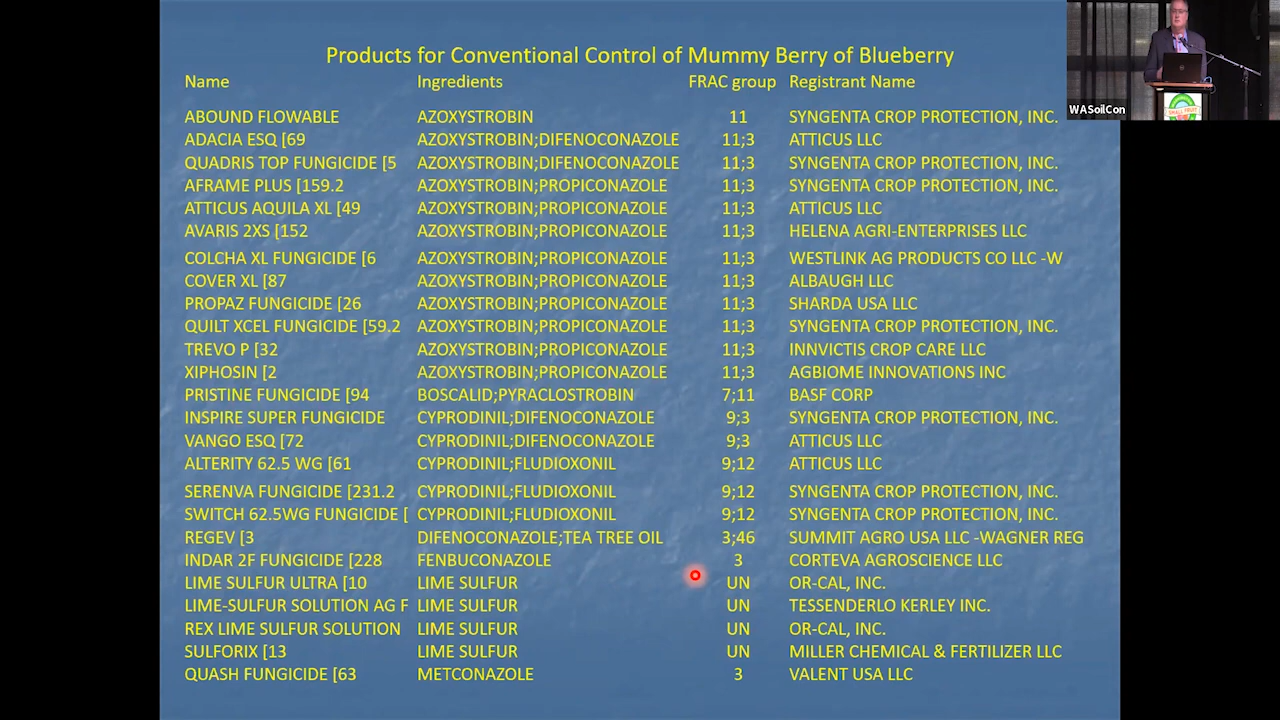 Products for Conventional Control of Mummy Berry of Blueberry
Name Ingredients FRAC group Registrant Name
ABOUND FLOWABLE AZOXYSTROBIN 11 SYNGENTA CROP PROTECTION, INC.
ADACIA ESQ [69 AZOXYSTROBIN;DIFENOCONAZOLE 11;3 ATTICUS LLC
QUADRIS TOP FUNGICIDE [5 AZOXYSTROBIN;DIFENOCONAZOLE 11;3 SYNGENTA CROP PROTECTION, INC.
AFRAME PLUS [159.2 AZOXYSTROBIN;PROPICONAZOLE 11;3 SYNGENTA CROP PROTECTION, INC.
ATTICUS AQUILA XL [49 AZOXYSTROBIN;PROPICONAZOLE 11;3 ATTICUS LLC
AVARIS 2XS [152 AZOXYSTROBIN;PROPICONAZOLE 11;3 HELENA AGRI-ENTERPRISES LLC
COLCHA XL FUNGICIDE [6 AZOXYSTROBIN;PROPICONAZOLE 11;3 WESTLINK AG PRODUCTS CO LLC -W
COVER XL [87 AZOXYSTROBIN;PROPICONAZOLE 11;3 ALBAUGH LLC
PROPAZ FUNGICIDE [26 AZOXYSTROBIN;PROPICONAZOLE 11;3 SHARDA USA LLC
QUILT XCEL FUNGICIDE [59.2 AZOXYSTROBIN;PROPICONAZOLE 11;3 SYNGENTA CROP PROTECTION, INC.
TREVO P [32 AZOXYSTROBIN;PROPICONAZOLE 11;3 INNVICTIS CROP CARE LLC
XIPHOSIN [2 AZOXYSTROBIN;PROPICONAZOLE 11;3 AGBIOME INNOVATIONS INC
PRISTINE FUNGICIDE [94 BOSCALID;PYRACLOSTROBIN 7;11 BASF CORP
INSPIRE SUPER FUNGICIDE CYPRODINIL;DIFENOCONAZOLE 9;3 SYNGENTA CROP PROTECTION, INC.
VANGO ESQ [72 CYPRODINIL;DIFENOCONAZOLE 9;3 ATTICUS LLC
ALTERITY 62.5 WG [61 CYPRODINIL;FLUDIOXONIL 9;12 ATTICUS LLC
SERENVA FUNGICIDE [231.2 CYPRODINIL;FLUDIOXONIL 9;12 SYNGENTA CROP PROTECTION, INC.
SWITCH 62.5WG FUNGICIDE [ CYPRODINIL;FLUDIOXONIL 9;12 SYNGENTA CROP PROTECTION, INC.
REGEV [3 DIFENOCONAZOLE;TEA TREE OIL 3;46 SUMMIT AGRO USA LLC -WAGNER REG
INDAR 2F FUNGICIDE [228 FENBUCONAZOLE 3 CORTEVA AGROSCIENCE LLC
LIME SULFUR ULTRA [10 LIME SULFUR UN OR-CAL, INC.
LIME-SULFUR SOLUTION AG F LIME SULFUR UN TESSENDERLO KERLEY INC.
REX LIME SULFUR SOLUTION LIME SULFUR UN OR-CAL, INC.
SULFORIX [13 LIME SULFUR UN MILLER CHEMICAL & FERTILIZER LLC
QUASH FUNGICIDE [63 METCONAZOLE 3 VALENT USA LLC
WASoilCon
SMALL FRUIT